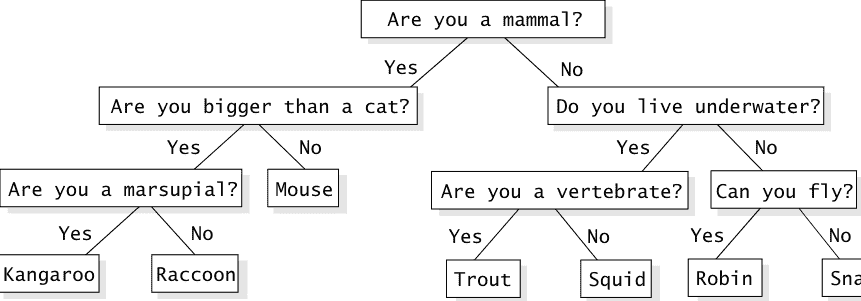 Are you a mammal?
Yes No
Are you bigger than a cat? Do you live underwater?
Yes No Yes No
Are you a marsupial? Mouse Are you a vertebrate? Can you fly?
Yes No Yes No Yes No
Kangaroo Raccoon Trout Squid Robin